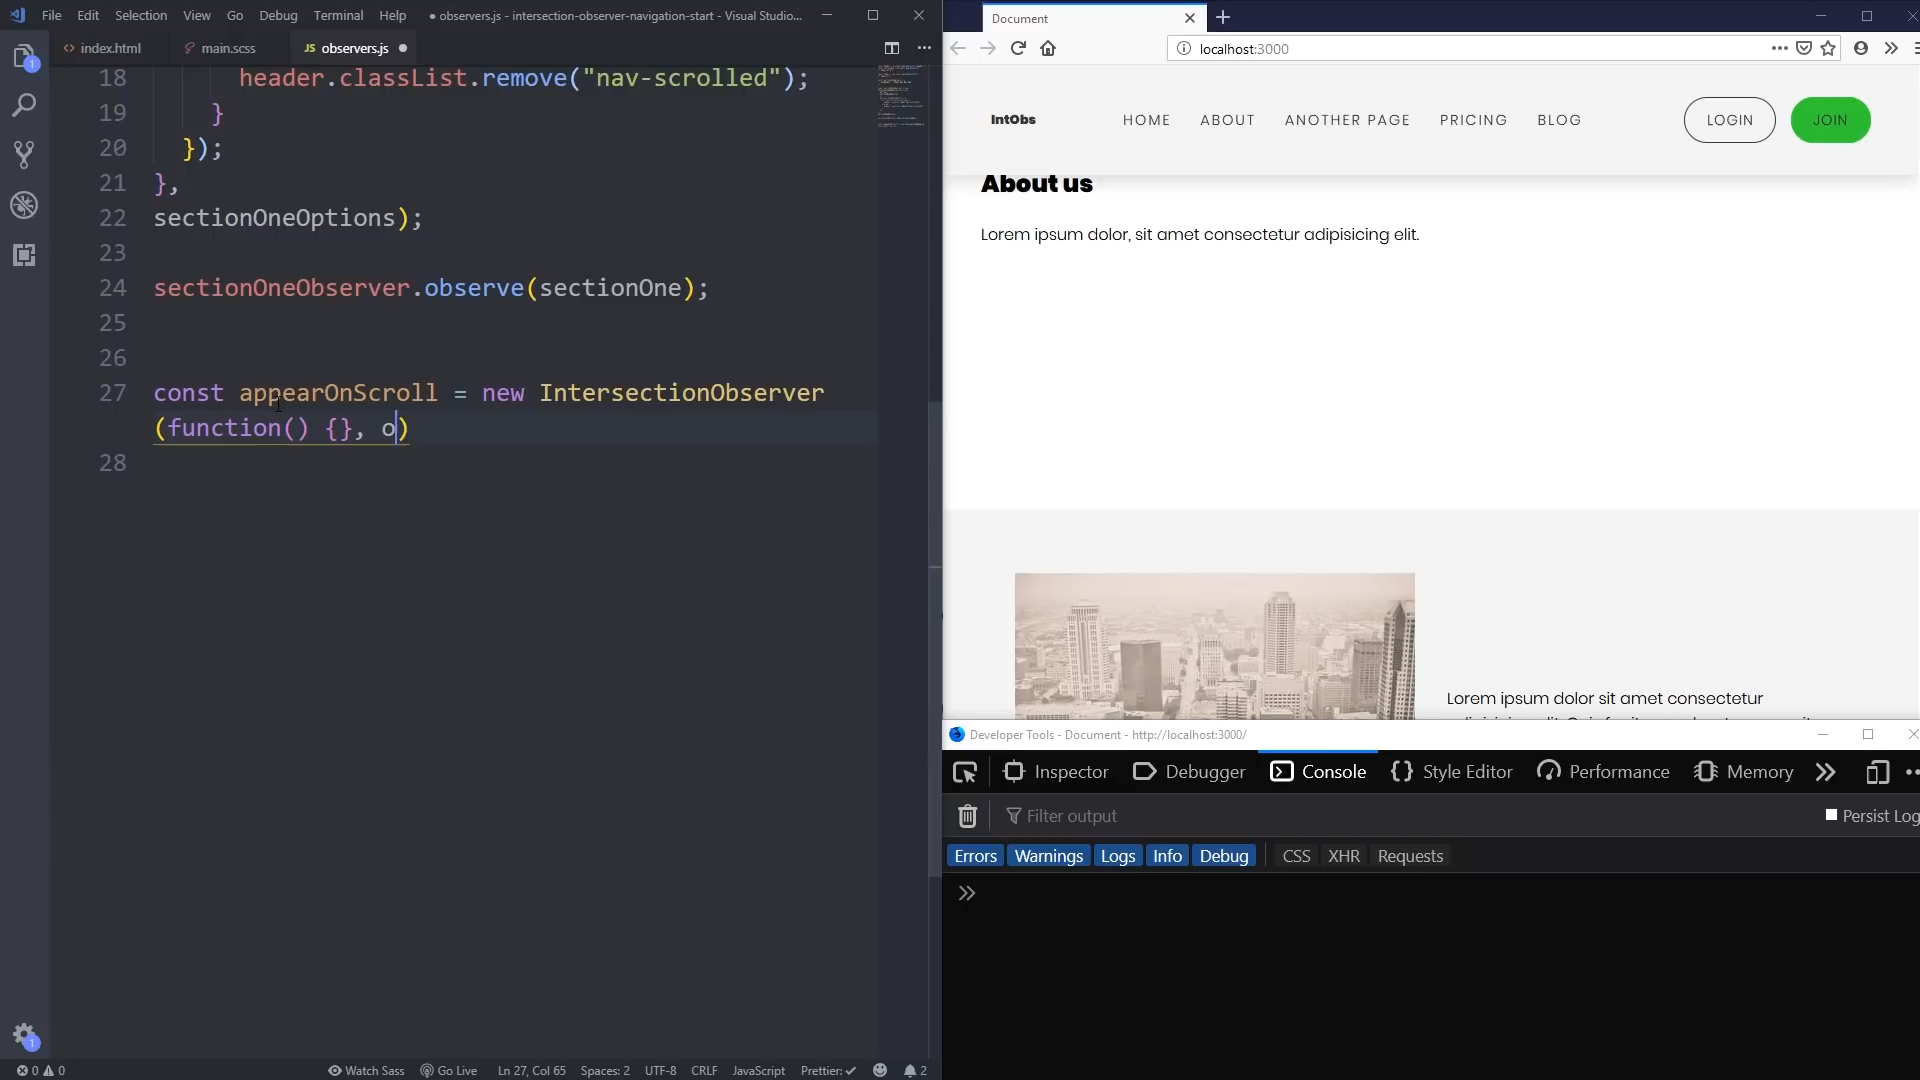 File Edit Selection View Go Debug Terminal Help ● observers.js - intersection-observer-navigation-start - Visual Studio...
index.html main.scss JS observers.js
18 header.classList.remove("nav-scrolled");
19 }
20 });
21 },
22 sectionOneOptions);
23
24 sectionOneObserver.observe(sectionOne);
25
26
27 const appearOnScroll = new IntersectionObserver
(function() {}, o)
28
1
1
0 0 Watch Sass Go Live Ln 27, Col 65 Spaces: 2 UTF-8 CRLF JavaScript Prettier: ✓ 2
Document
localhost:3000
IntObs HOME ABOUT ANOTHER PAGE PRICING BLOG LOGIN JOIN
About us
Lorem ipsum dolor, sit amet consectetur adipisicing elit.
Lorem ipsum dolor sit amet consectetur
Developer Tools - Document - http://localhost:3000/
Inspector Debugger Console Style Editor Performance Memory
Filter output Persist Log
Errors Warnings Logs Info Debug CSS XHR Requests